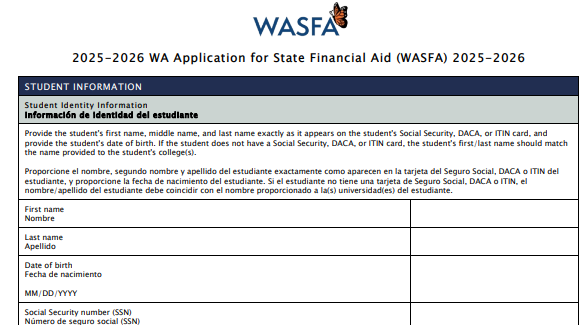 WASFA
2025-2026 WA Application for State Financial Aid (WASFA) 2025-2026
STUDENT INFORMATION
Student Identity Information
Información de identidad del estudiante
Provide the student's first name, middle name, and last name exactly as it appears on the student's Social Security, DACA, or ITIN card, and
provide the student's date of birth. If the student does not have a Social Security, DACA, or ITIN card, the student's first/last name should match
the name provided to the student's college(s).
Proporcione el nombre, segundo nombre y apellido del estudiante exactamente como aparecen en la tarjeta del Seguro Social, DACA o ITIN del
estudiante, y proporcione la fecha de nacimiento del estudiante. Si el estudiante no tiene una tarjeta de Seguro Social, DACA o ITIN, el
nombre/apellido del estudiante debe coincidir con el nombre proporcionado a la(s) universidad(es) del estudiante.
First name
Nombre
Last name
Apellido
Date of birth
Fecha de nacimiento
MM/DD/YYYY
Social Security number (SSN)
Número de seguro social (SSN)